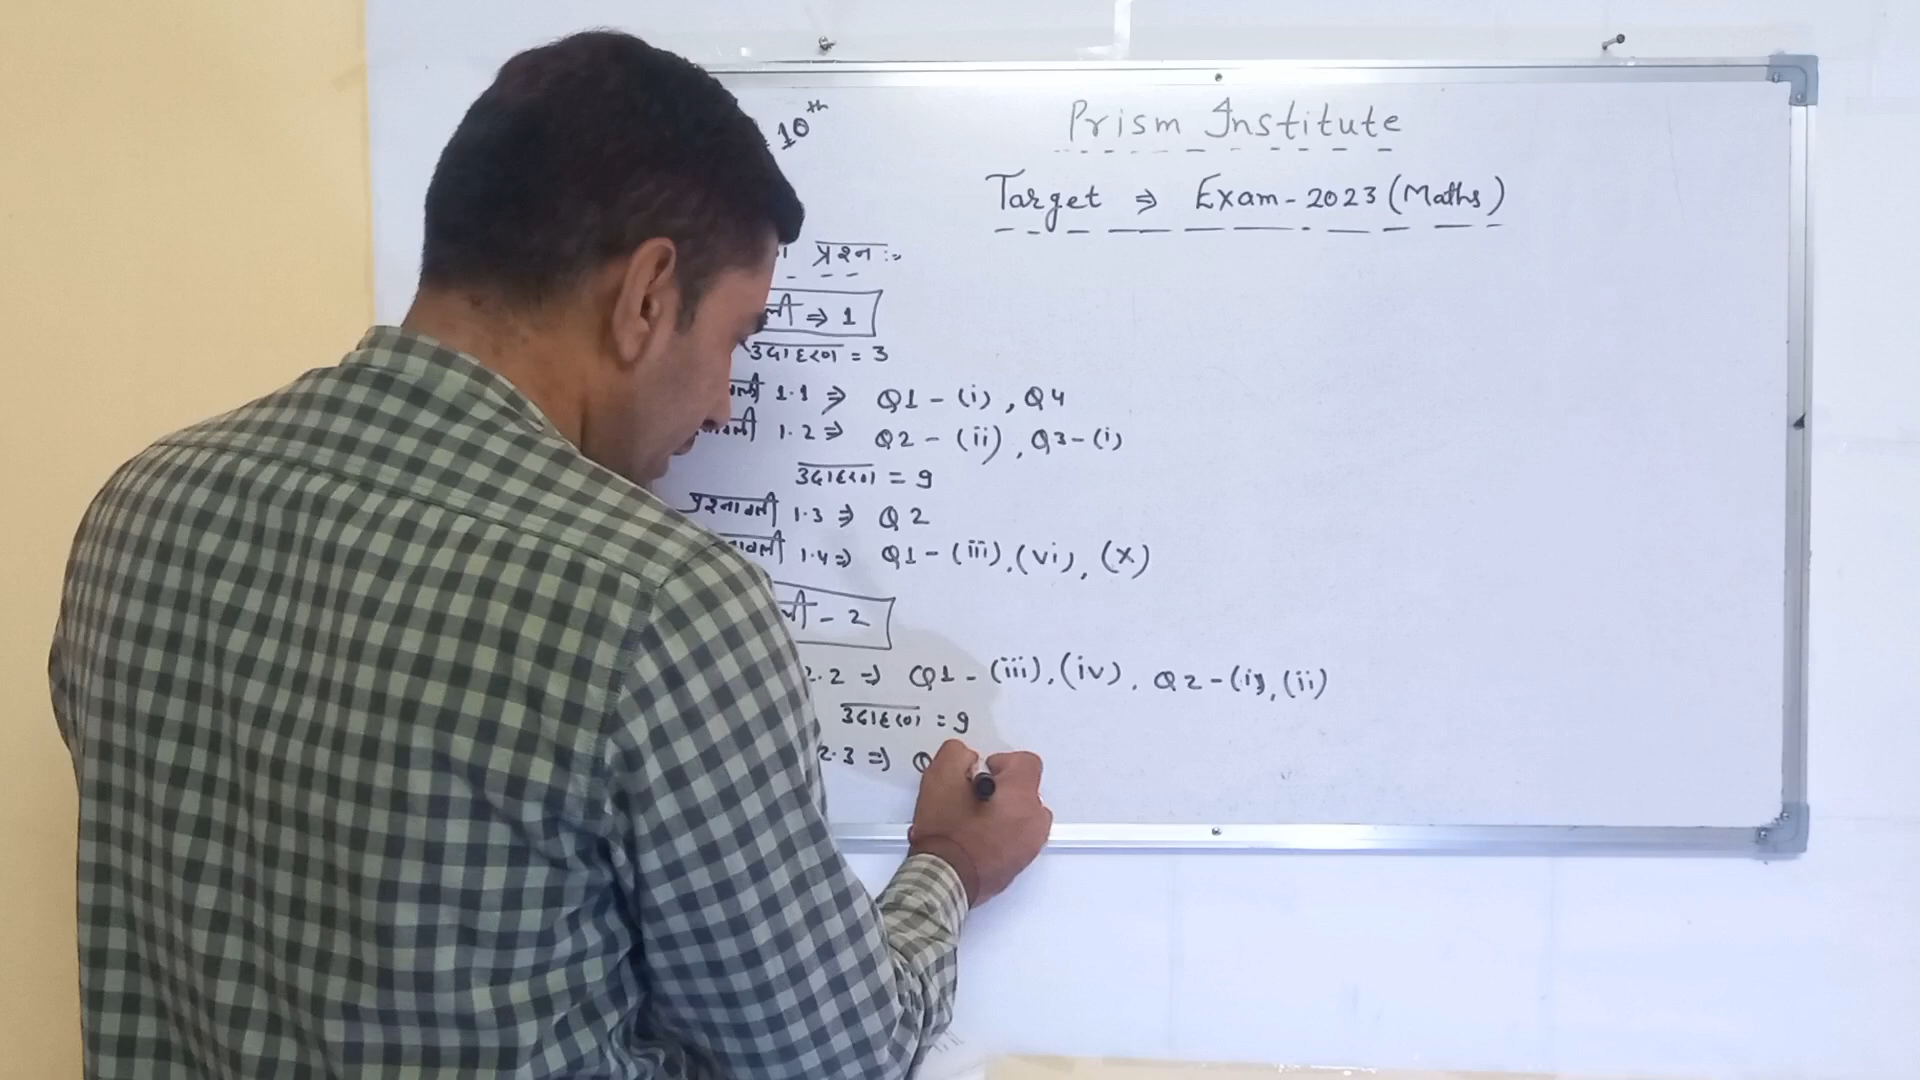 10th
Prism Institute
Target ⇒ Exam-2023 (Maths)
प्रश्न :-
⇒ 1
उदाहरण = 3
1.1 ⇒ Q1-(i), Q4
1.2 ⇒ Q2-(ii), Q3-(i)
उदाहरण = 9
प्रश्नावली 1.3 ⇒ Q2
1.4 ⇒ Q1-(iii),(vi),(x)
- 2
2.2 ⇒ Q1-(iii),(iv), Q2-(i),(ii)
उदाहरण = 9
2.3 ⇒ Q